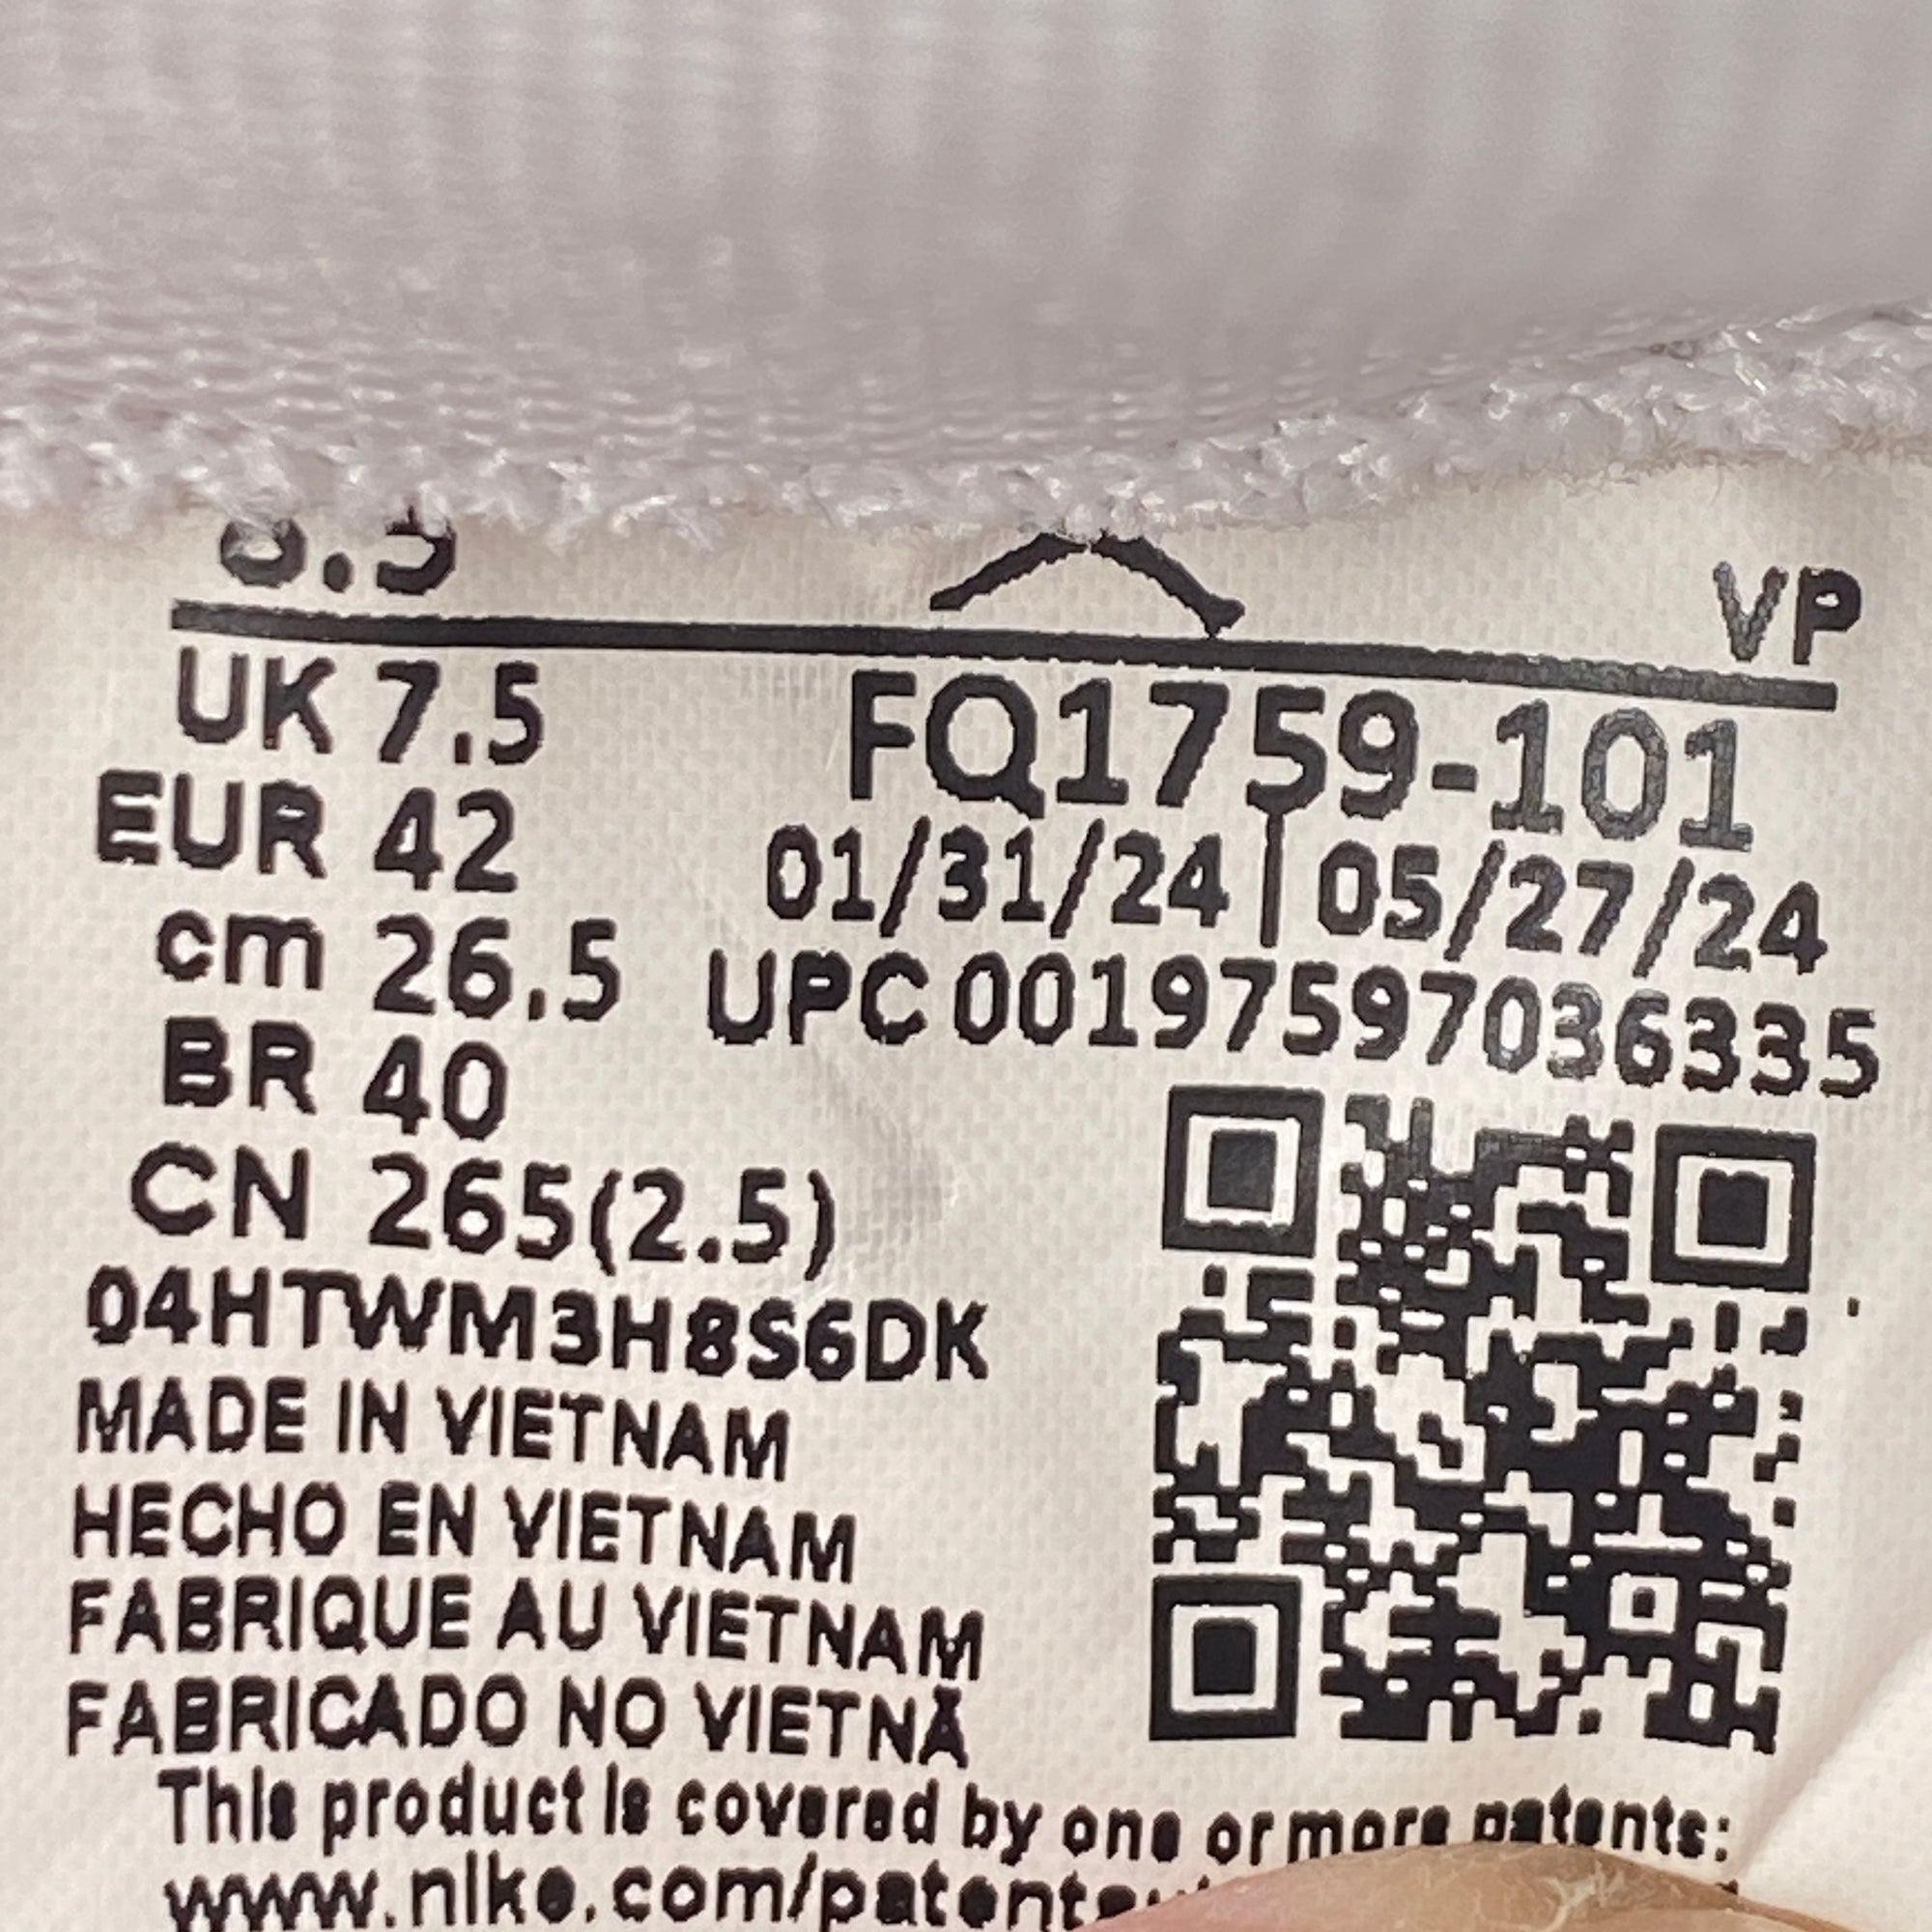 8.5
VP
UK 7.5
FQ1759-101
EUR 42
01/31/24 | 05/27/24
cm 26.5
UPC 00197597036335
BR 40
CN 265(2.5)
04HTWM3H8S6DK
MADE IN VIETNAM
HECHO EN VIETNAM
FABRIQUE AU VIETNAM
FABRICADO NO VIETNÃ
This product is covered by one or more patents: